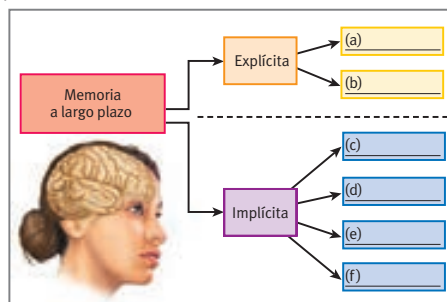 Memoria
a largo plazo
Explícita
(a)
(b)
Implícita
(c)
(d)
(e)
(f)